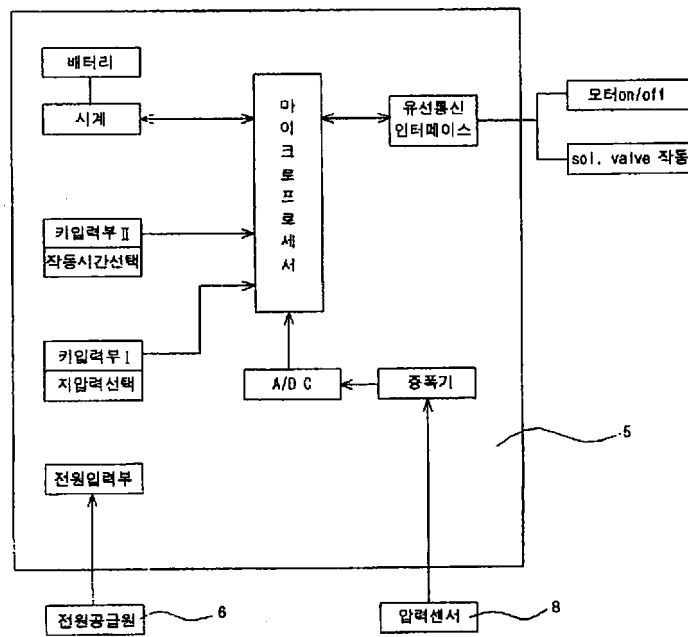 배터리
시계
마이크로프로세서
유선통신
인터페이스
모터on/off
sol. valve 작동
키입력부 Ⅱ
작동시간선택
키입력부 Ⅰ
지압력선택
A/D C
증폭기
5
전원입력부
전원공급원
6
압력센서
8